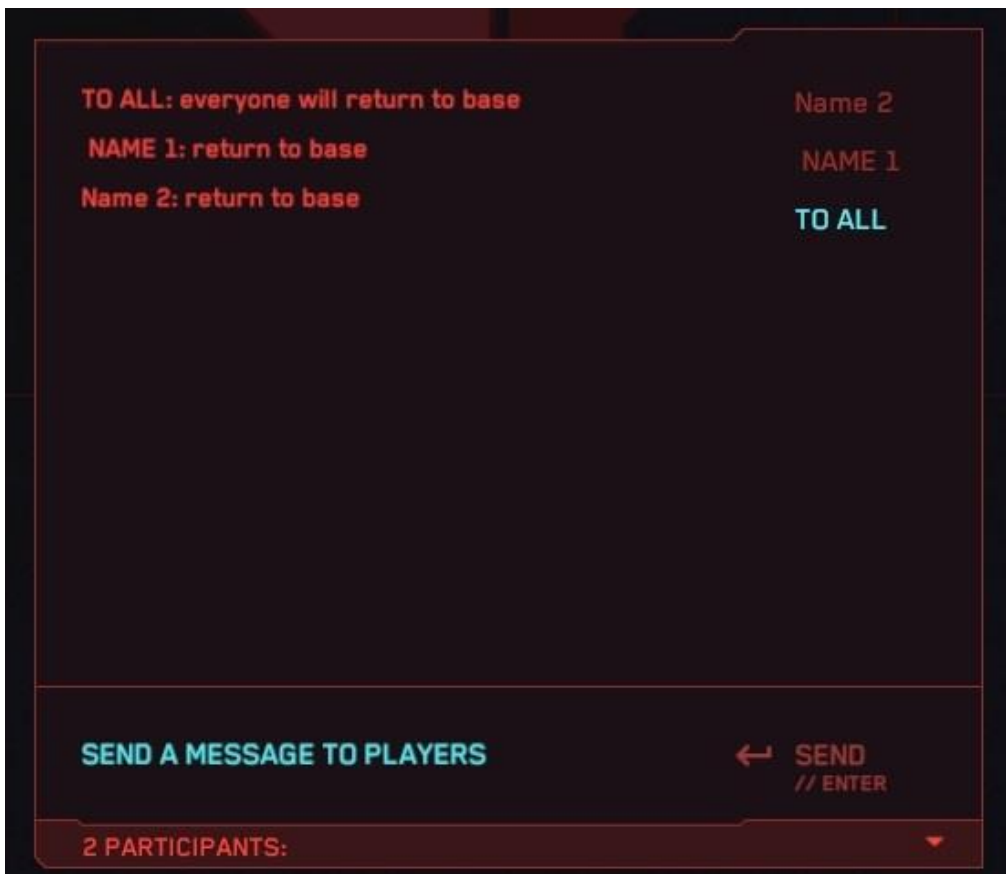 TO ALL: everyone will return to base
NAME 1: return to base
Name 2: return to base
Name 2
NAME 1
TO ALL
SEND A MESSAGE TO PLAYERS
SEND
// ENTER
2 PARTICIPANTS: